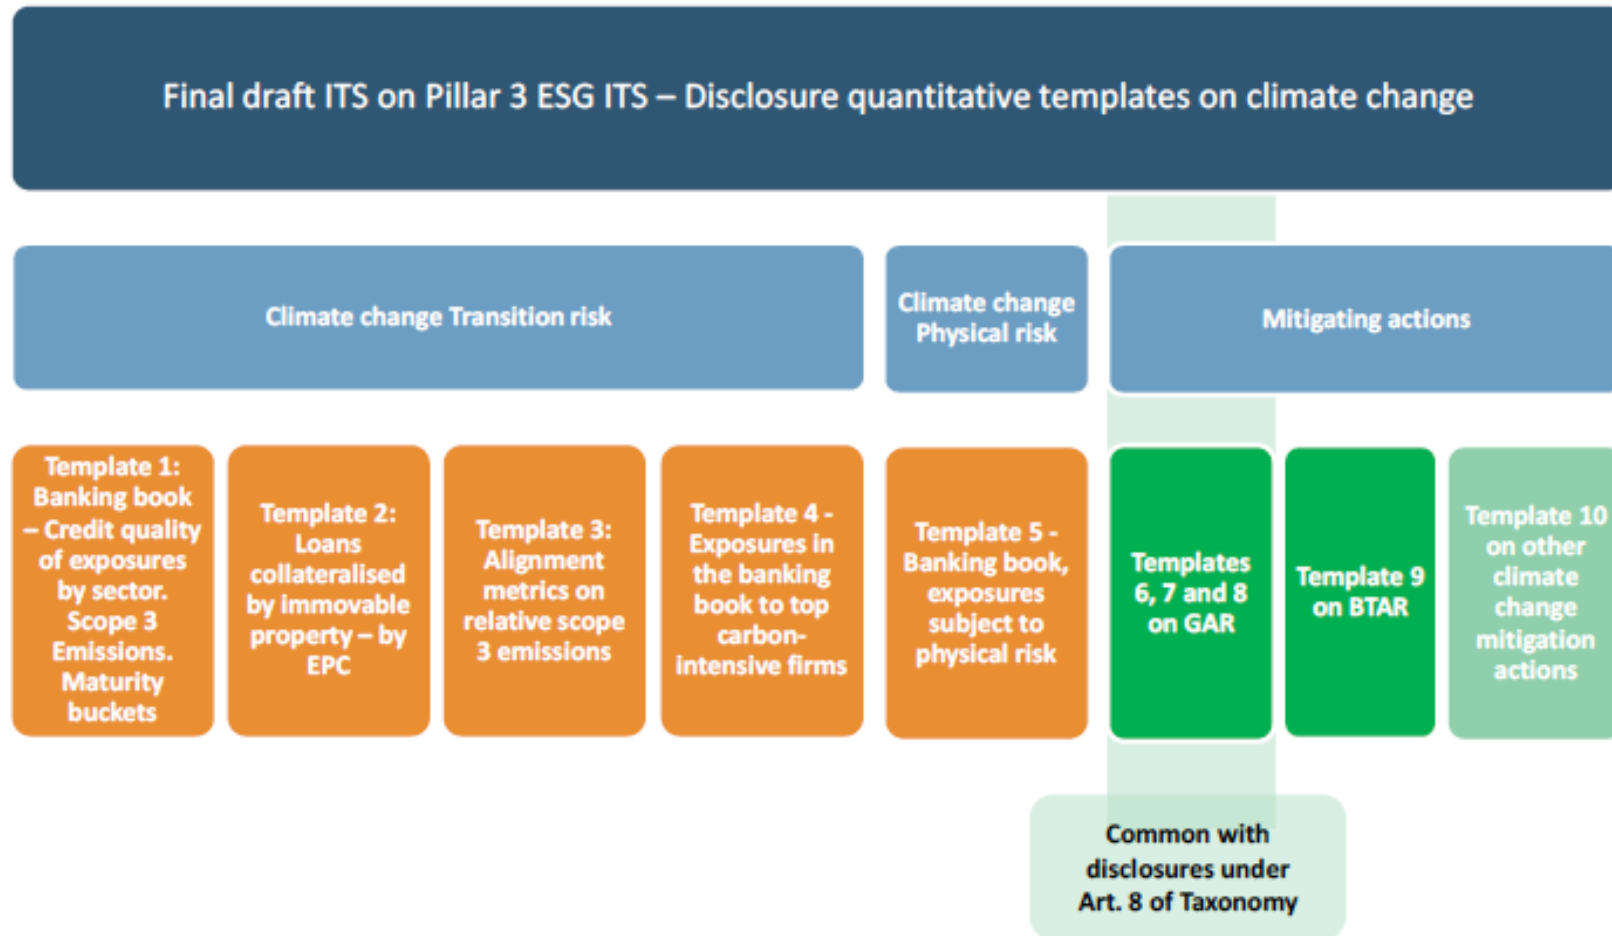 Final draft ITS on Pillar 3 ESG ITS – Disclosure quantitative templates on climate change
Climate change Transition risk
Climate change
Physical risk
Mitigating actions
Template 1:
Banking book
– Credit quality
of exposures
by sector.
Scope 3
Emissions.
Maturity
buckets
Template 2:
Loans
collateralised
by immovable
property – by
EPC
Template 3:
Alignment
metrics on
relative scope
3 emissions
Template 4 -
Exposures in
the banking
book to top
carbon-
intensive firms
Template 5 -
Banking book,
exposures
subject to
physical risk
Templates
6, 7 and 8
on GAR
Template 9
on BTAR
Template 10
on other
climate
change
mitigation
actions
Common with
disclosures under
Art. 8 of Taxonomy